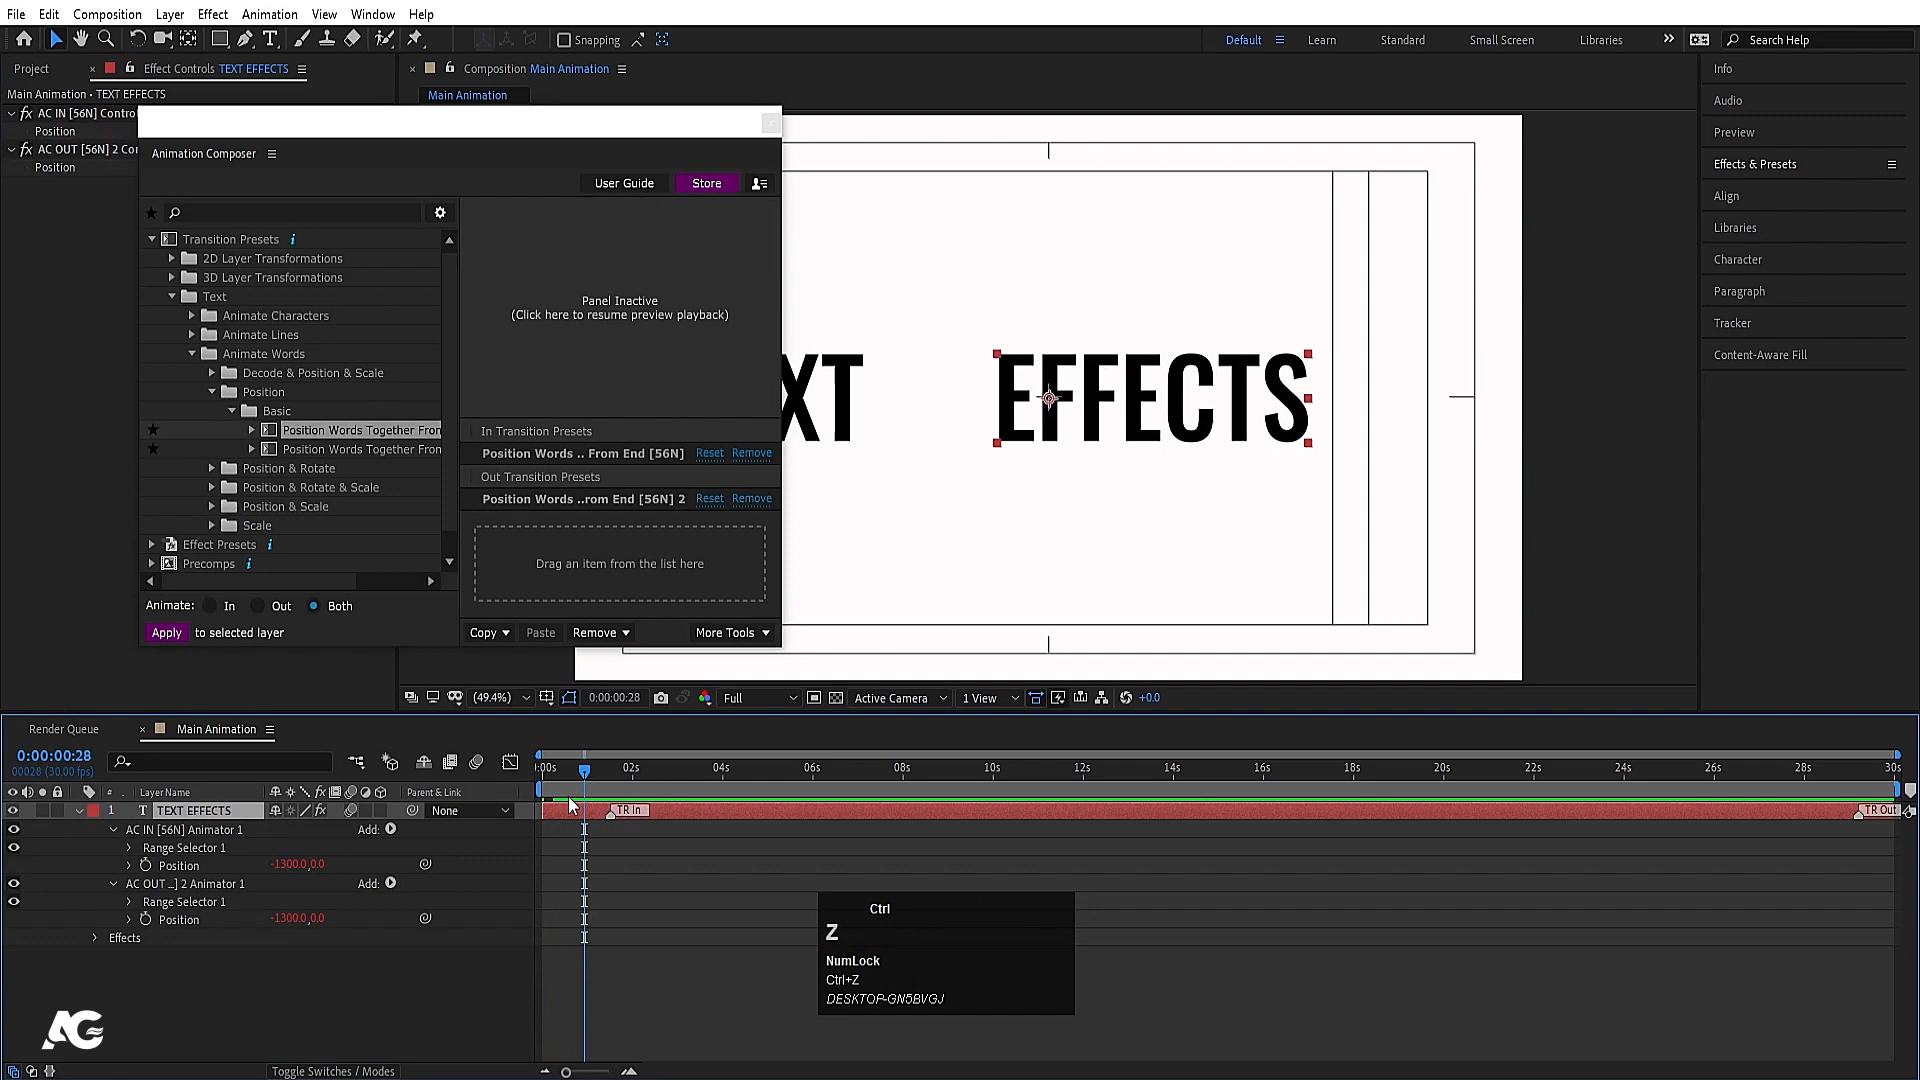 File Edit Composition Layer Effect Animation View Window Help
Snapping Default Learn Standard Small Screen Libraries Search Help
Project Effect Controls TEXT EFFECTS
Composition Main Animation
Info
Main Animation • TEXT EFFECTS
Main Animation
Audio
fx AC IN [56N] Contro
Position
fx AC OUT [56N] 2 Con
Position
Preview
Effects & Presets
Align
Libraries
Character
Paragraph
Tracker
Content-Aware Fill
Animation Composer
User Guide Store
Transition Presets i
2D Layer Transformations
3D Layer Transformations
Text
Animate Characters
Animate Lines
Animate Words
Decode & Position & Scale
Position
Basic
Position Words Together Fron
Position Words Together Fron
Position & Rotate
Position & Rotate & Scale
Position & Scale
Scale
Effect Presets i
Precomps i
Animate: In Out Both
Apply to selected layer
Panel Inactive
(Click here to resume preview playback)
In Transition Presets
Position Words .. From End [56N] Reset Remove
Out Transition Presets
Position Words ..rom End [56N] 2 Reset Remove
Drag an item from the list here
Copy Paste Remove More Tools
XT EFFECTS
(49.4%) 0:00:00:28 Full Active Camera 1 View +0.0
Render Queue Main Animation
0:00:00:28
00028 (30.00 fps)
:00s 02s 04s 06s 08s 10s 12s 14s 16s 18s 20s 22s 24s 26s 28s 30s
# Layer Name fx Parent & Link
1 T TEXT EFFECTS fx None TR In TR Out
AC IN [56N] Animator 1 Add:
Range Selector 1
Position -1300.0,0.0
AC OUT ...] 2 Animator 1 Add:
Range Selector 1
Position -1300.0,0.0
Effects
Ctrl
Z
NumLock
Ctrl+Z
DESKTOP-GN5BVGJ
AG
Toggle Switches / Modes